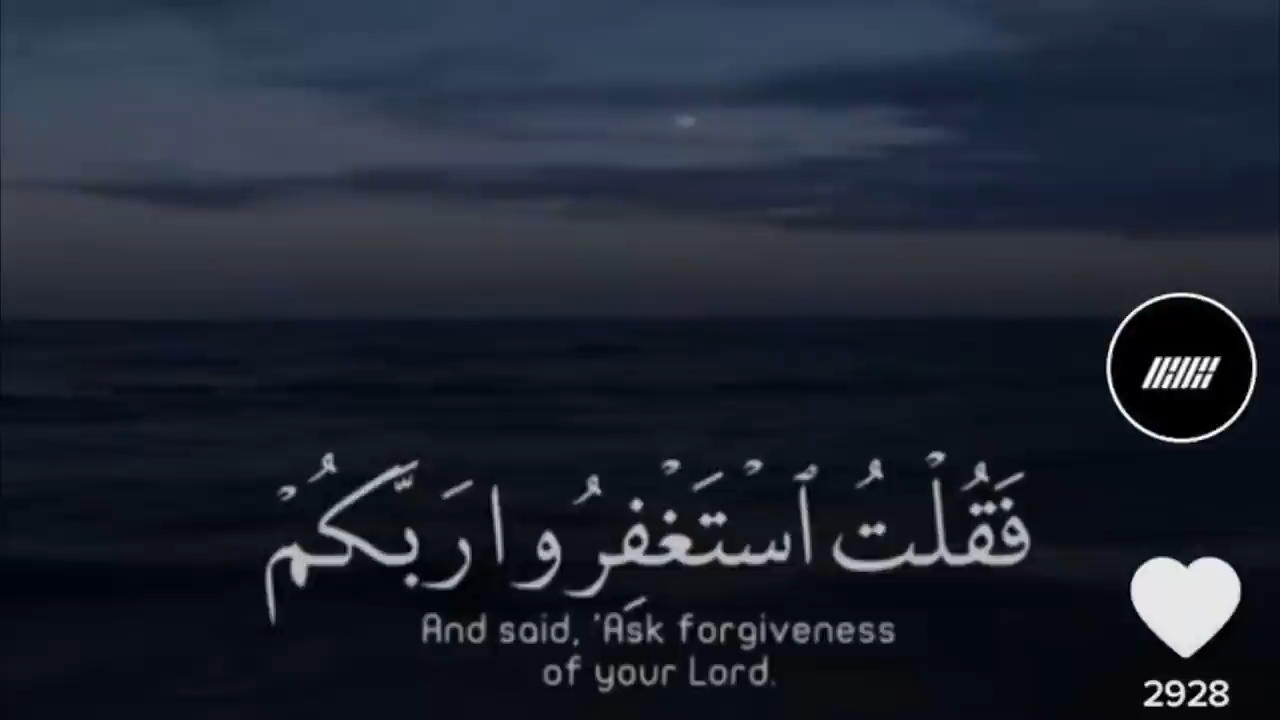 فَقُلْتُ ٱسْتَغْفِرُوا رَبَّكُمْ
And said, 'Ask forgiveness
of your Lord.
2928